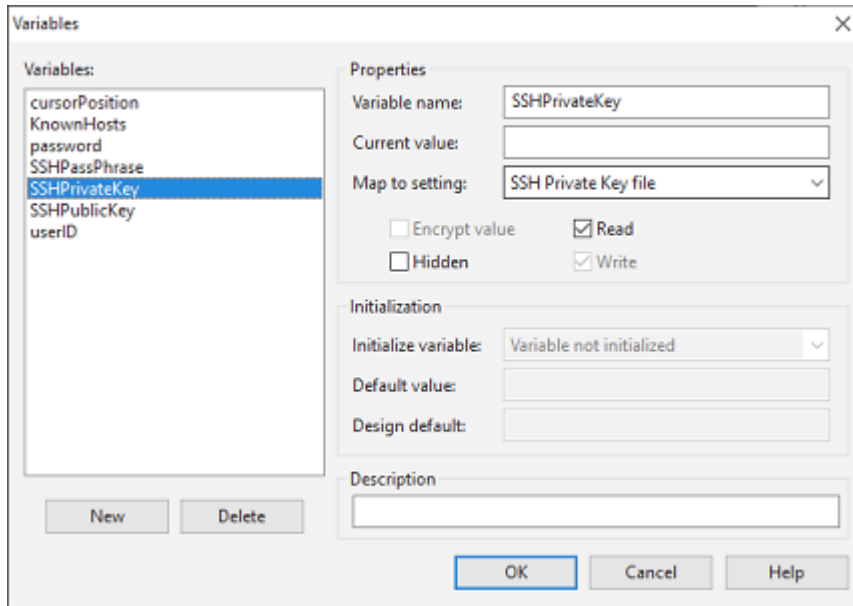 Variables
Variables:
cursorPosition
KnownHosts
password
SSHPassPhrase
SSHPrivateKey
SSHPublicKey
userID
New
Delete
Properties
Variable name: SSHPrivateKey
Current value:
Map to setting: SSH Private Key file
Encrypt value Read
Hidden Write
Initialization
Initialize variable: Variable not initialized
Default value:
Design default:
Description
OK Cancel Help